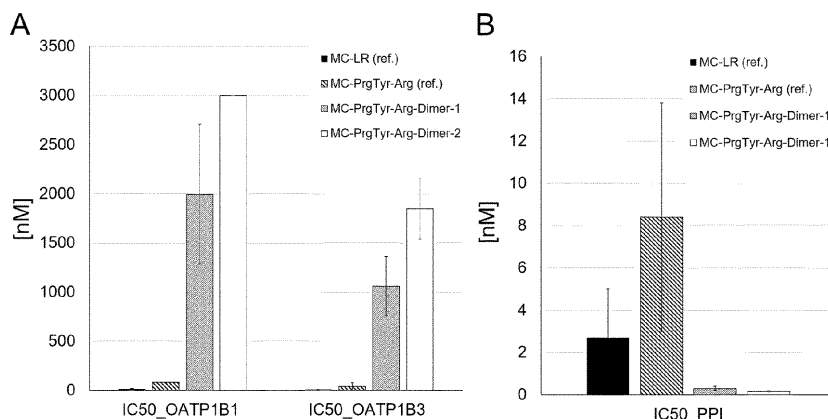 A
3500
3000
2500
2000
1500
1000
500
0
[nM]
MC-LR (ref.)
MC-PrgTyr-Arg (ref.)
MC-PrgTyr-Arg-Dimer-1
MC-PrgTyr-Arg-Dimer-2
IC50_OATP1B1
IC50_OATP1B3
B
16
14
12
10
8
6
4
2
0
[nM]
MC-LR (ref.)
MC-PrgTyr-Arg (ref.)
MC-PrgTyr-Arg-Dimer-1
MC-PrgTyr-Arg-Dimer-1
IC50_PPI